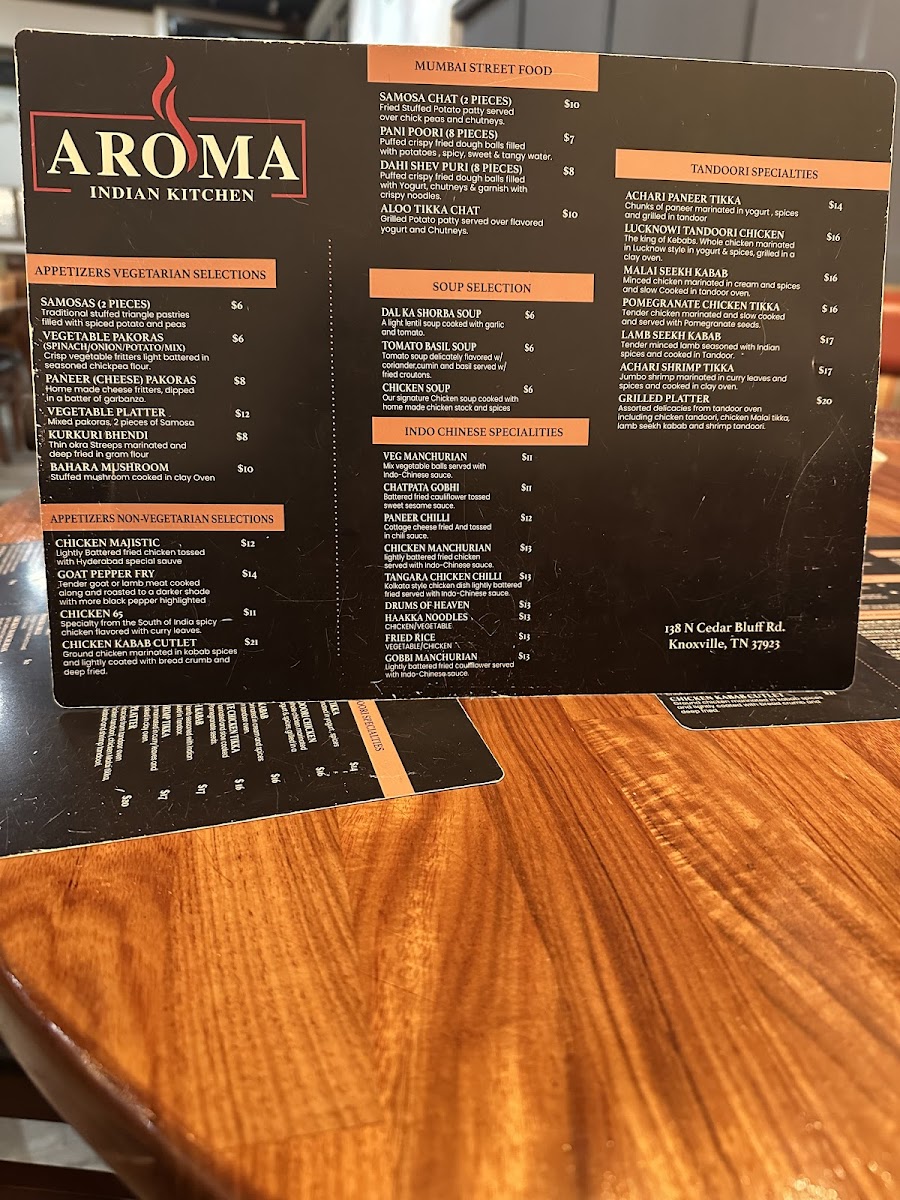 AROMA
INDIAN KITCHEN
APPETIZERS VEGETARIAN SELECTIONS
SAMOSAS (2 PIECES) $6
Traditional stuffed triangle pastries
filled with spiced potato and peas
VEGETABLE PAKORAS $6
(SPINACH/ONION/POTATO/MIX)
Crisp vegetable fritters light battered in
seasoned chickpea flour.
PANEER (CHEESE) PAKORAS $8
Home made cheese fritters, dipped
in a batter of garbanzo.
VEGETABLE PLATTER $12
Mixed pakoras, 2 pieces of Samosa
KURKURI BHENDI $8
Thin okra Streeps marinated and
deep fried in gram flour
BAHARA MUSHROOM $10
Stuffed mushroom cooked in clay Oven
APPETIZERS NON-VEGETARIAN SELECTIONS
CHICKEN MAJISTIC $12
Lightly Battered fried chicken tossed
with Hyderabad special sauve
GOAT PEPPER FRY $14
Tender goat or lamb meat cooked
along and roasted to a darker shade
with more black pepper highlighted
CHICKEN 65 $11
Specialty from the South of India spicy
chicken flavored with curry leaves.
CHICKEN KABAB CUTLET $21
Ground chicken marinated in kabab spices
and lightly coated with bread crumb and
deep fried.
MUMBAI STREET FOOD
SAMOSA CHAT (2 PIECES) $10
Fried Stuffed Potato patty served
over chick peas and chutneys.
PANI POORI (8 PIECES) $7
Puffed crispy fried dough balls filled
with potatoes , spicy, sweet & tangy water.
DAHI SHEV PURI (8 PIECES) $8
Puffed crispy fried dough balls filled
with Yogurt, chutneys & garnish with
crispy noodles.
ALOO TIKKA CHAT $10
Grilled Potato patty served over flavored
yogurt and Chutneys.
SOUP SELECTION
DAL KA SHORBA SOUP $6
A light lentil soup cooked with garlic
and tomato.
TOMATO BASIL SOUP $6
Tomato soup delicately flavored w/
coriander,cumin and basil served w/
fried croutons.
CHICKEN SOUP $6
Our signature Chicken soup cooked with
home made chicken stock and spices
INDO CHINESE SPECIALITIES
VEG MANCHURIAN $11
Mix vegetable balls served with
Indo-Chinese sauce.
CHATPATA GOBHI $11
Battered fried cauliflower tossed
sweet sesame sauce.
PANEER CHILLI $12
Cottage cheese fried And tossed
in chili sauce.
CHICKEN MANCHURIAN $13
lightly battered fried chicken
served with Indo-Chinese sauce.
TANGARA CHICKEN CHILLI $13
Kolkata style chicken dish lightly battered
fried served with Indo-Chinese sauce.
DRUMS OF HEAVEN $13
HAAKKA NOODLES $13
CHICKEN/VEGETABLE
FRIED RICE $13
VEGETABLE/CHICKEN
GOBBI MANCHURIAN $13
Lightly battered fried cauliflower served
with Indo-Chinese sauce.
TANDOORI SPECIALTIES
ACHARI PANEER TIKKA $14
Chunks of paneer marinated in yogurt , spices
and grilled in tandoor
LUCKNOWI TANDOORI CHICKEN $16
The king of Kebabs. Whole chicken marinated
in Lucknow style in yogurt & spices, grilled in a
clay oven.
MALAI SEEKH KABAB $16
Minced chicken marinated in cream and spices
and slow Cooked in tandoor oven.
POMEGRANATE CHICKEN TIKKA $ 16
Tender chicken marinated and slow cooked
and served with Pomegranate seeds.
LAMB SEEKH KABAB $17
Tender minced lamb seasoned with Indian
spices and cooked in Tandoor.
ACHARI SHRIMP TIKKA $17
Jumbo shrimp marinated in curry leaves and
spices and cooked in clay oven.
GRILLED PLATTER $20
Assorted delicacies from tandoor oven
including chicken tandoori, chicken Malai tikka,
lamb seekh kabab and shrimp tandoori.
138 N Cedar Bluff Rd.
Knoxville, TN 37923
CHICKEN KABAB CUTLET
Ground chicken marinated in kabab spices
and lightly coated with bread crumb and
deep fried.